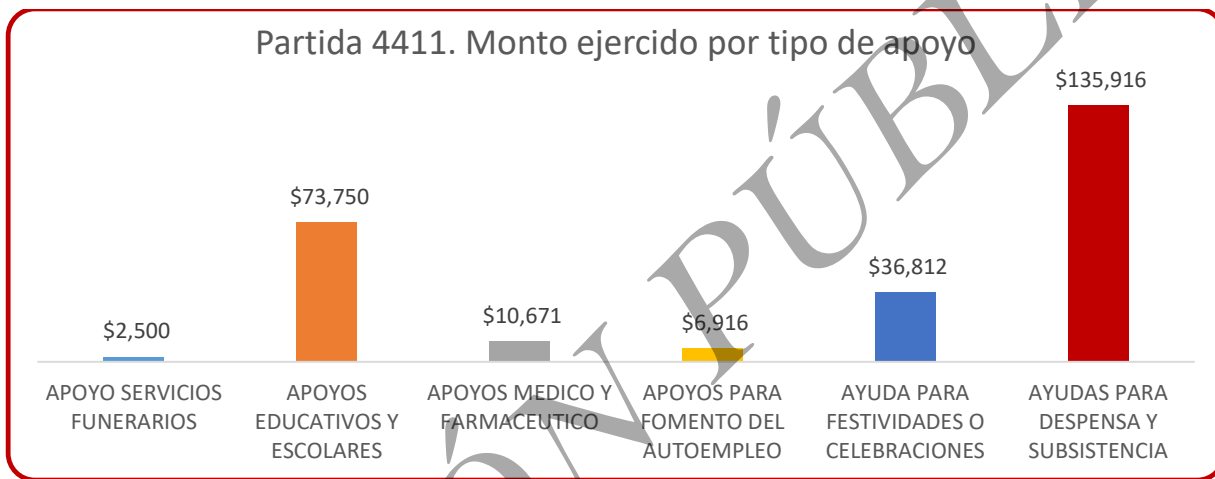 Partida 4411. Monto ejercido por tipo de apoyo
$135,916
$73,750
$36,812
$10,671
$6,916
$2,500
APOYO SERVICIOS
FUNERARIOS
APOYOS
EDUCATIVOS Y
ESCOLARES
APOYOS MEDICO Y
FARMACEUTICO
APOYOS PARA
FOMENTO DEL
AUTOEMPLEO
AYUDA PARA
FESTIVIDADES O
CELEBRACIONES
AYUDAS PARA
DESPENSA Y
SUBSISTENCIA
ÓN PÚBL